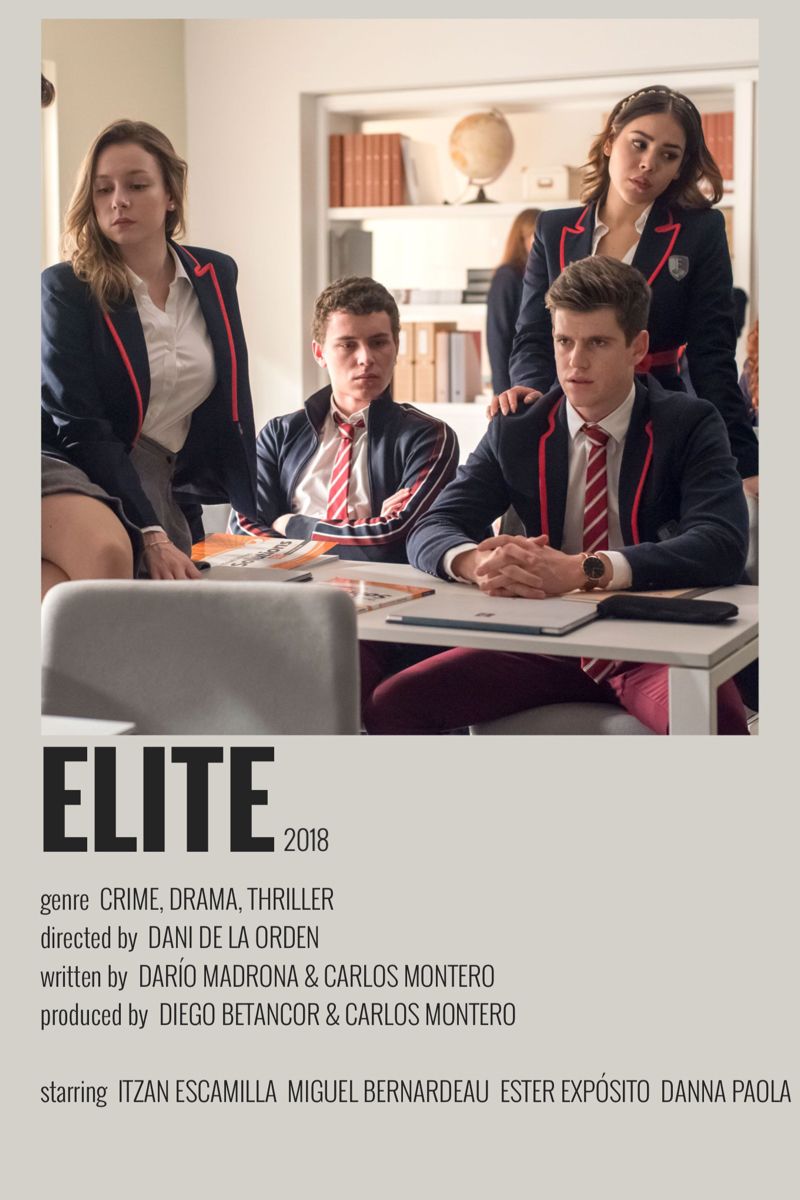 Solutions
ELITE 2018
genre CRIME, DRAMA, THRILLER
directed by DANI DE LA ORDEN
written by DARÍO MADRONA & CARLOS MONTERO
produced by DIEGO BETANCOR & CARLOS MONTERO
starring ITZAN ESCAMILLA MIGUEL BERNARDEAU ESTER EXPÓSITO DANNA PAOLA